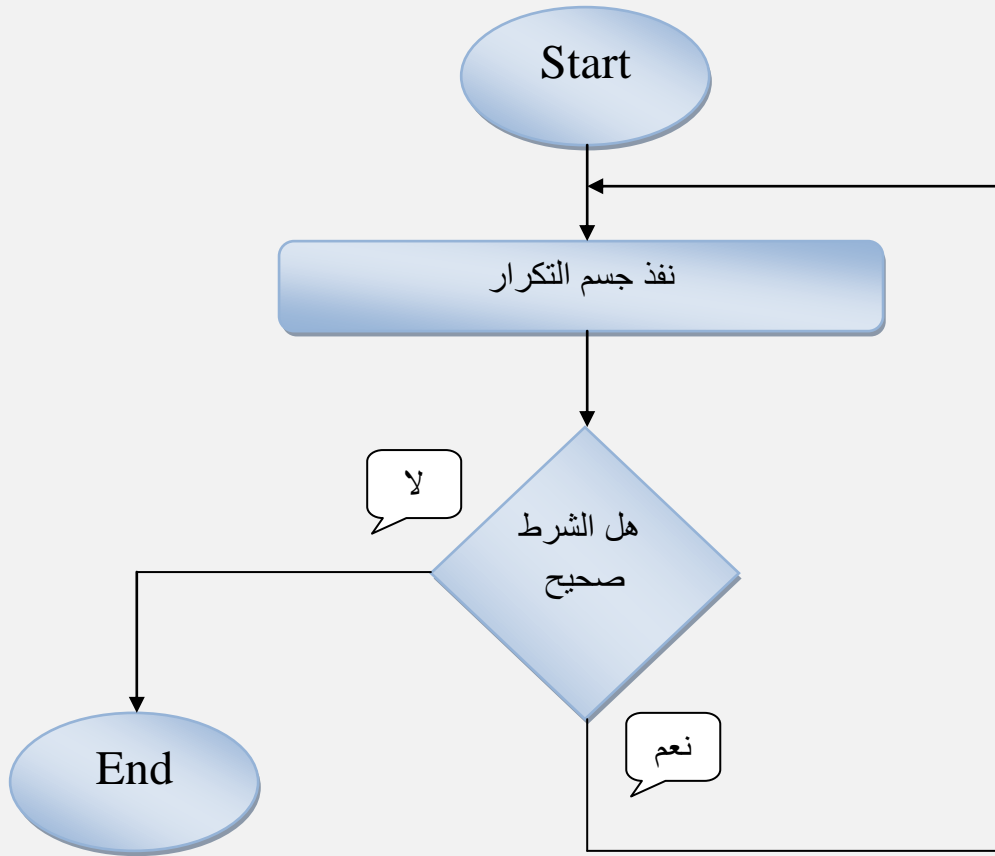 Start
نفذ جسم التكرار
لا
هل الشرط
صحيح
نعم
End